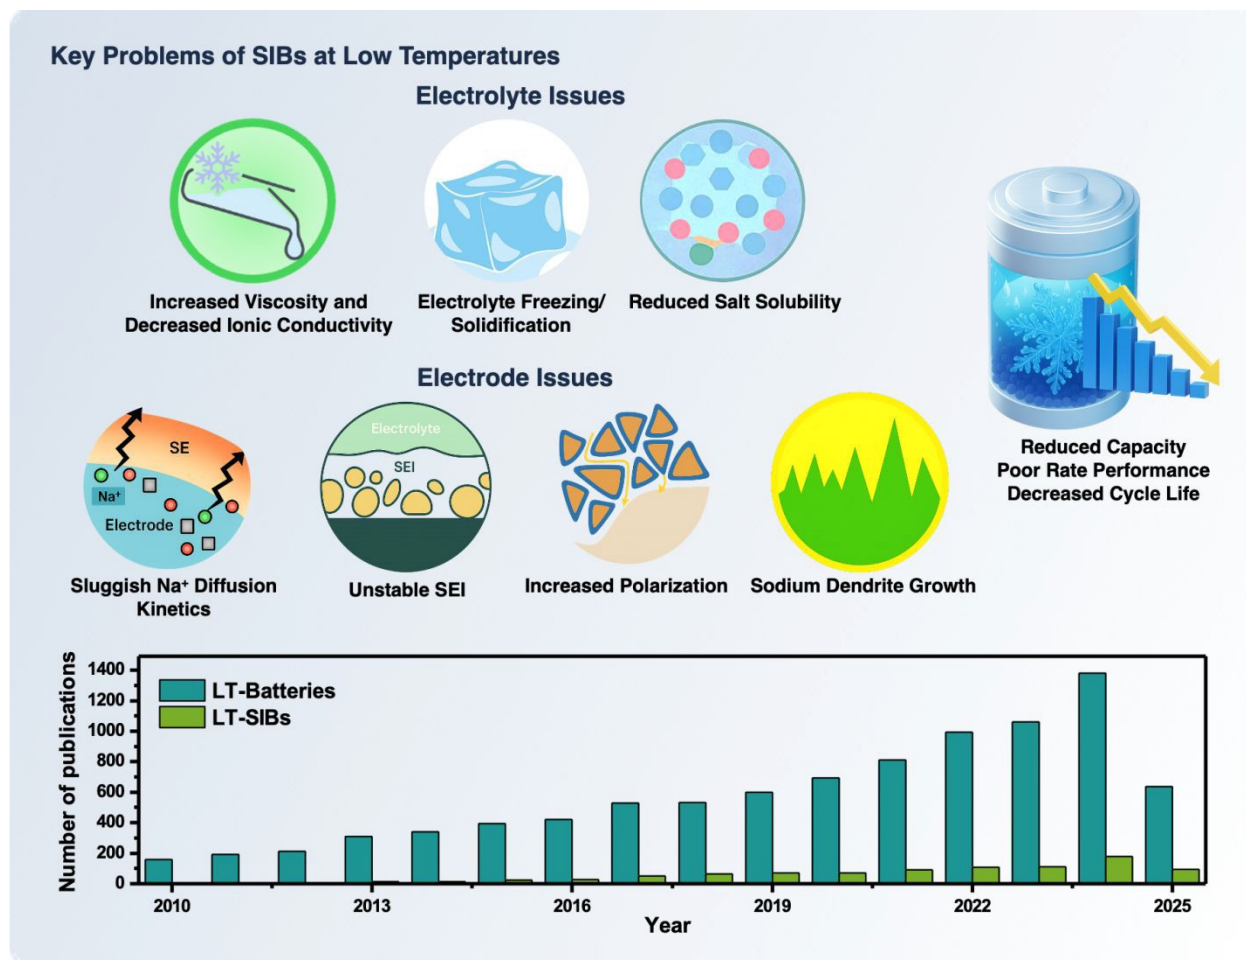 Key Problems of SIBs at Low Temperatures
Electrolyte Issues
Increased Viscosity and
Decreased Ionic Conductivity
Electrolyte Freezing/
Solidification
Reduced Salt Solubility
Reduced Capacity
Poor Rate Performance
Decreased Cycle Life
Electrode Issues
SE
Na⁺
Electrode
Sluggish Na⁺ Diffusion
Kinetics
Electrolyte
SEI
Unstable SEI
Increased Polarization
Sodium Dendrite Growth
Number of publications
1400
1200
1000
800
600
400
200
0
LT-Batteries
LT-SIBs
2010
2013
2016
2019
2022
2025
Year